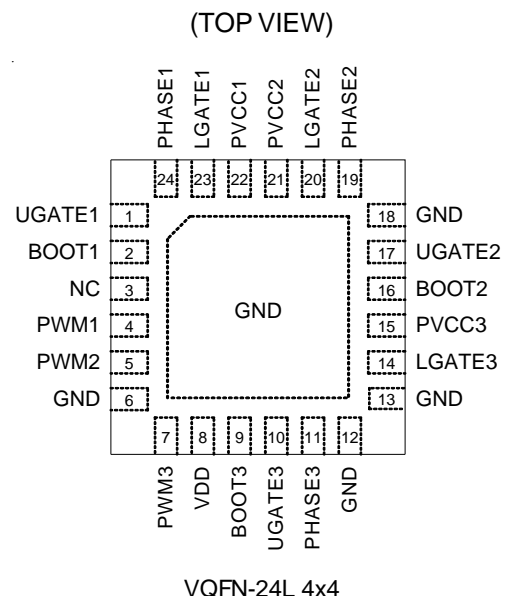 (TOP VIEW)
PHASE1
LGATE1
PVCC1
PVCC2
LGATE2
PHASE2
24 23 22 21 20 19
UGATE1 1 18 GND
BOOT1 2 17 UGATE2
NC 3 16 BOOT2
GND
PWM1 4 15 PVCC3
PWM2 5 14 LGATE3
GND 6 13 GND
7 8 9 10 11 12
PWM3
VDD
BOOT3
UGATE3
PHASE3
GND
VQFN-24L 4x4